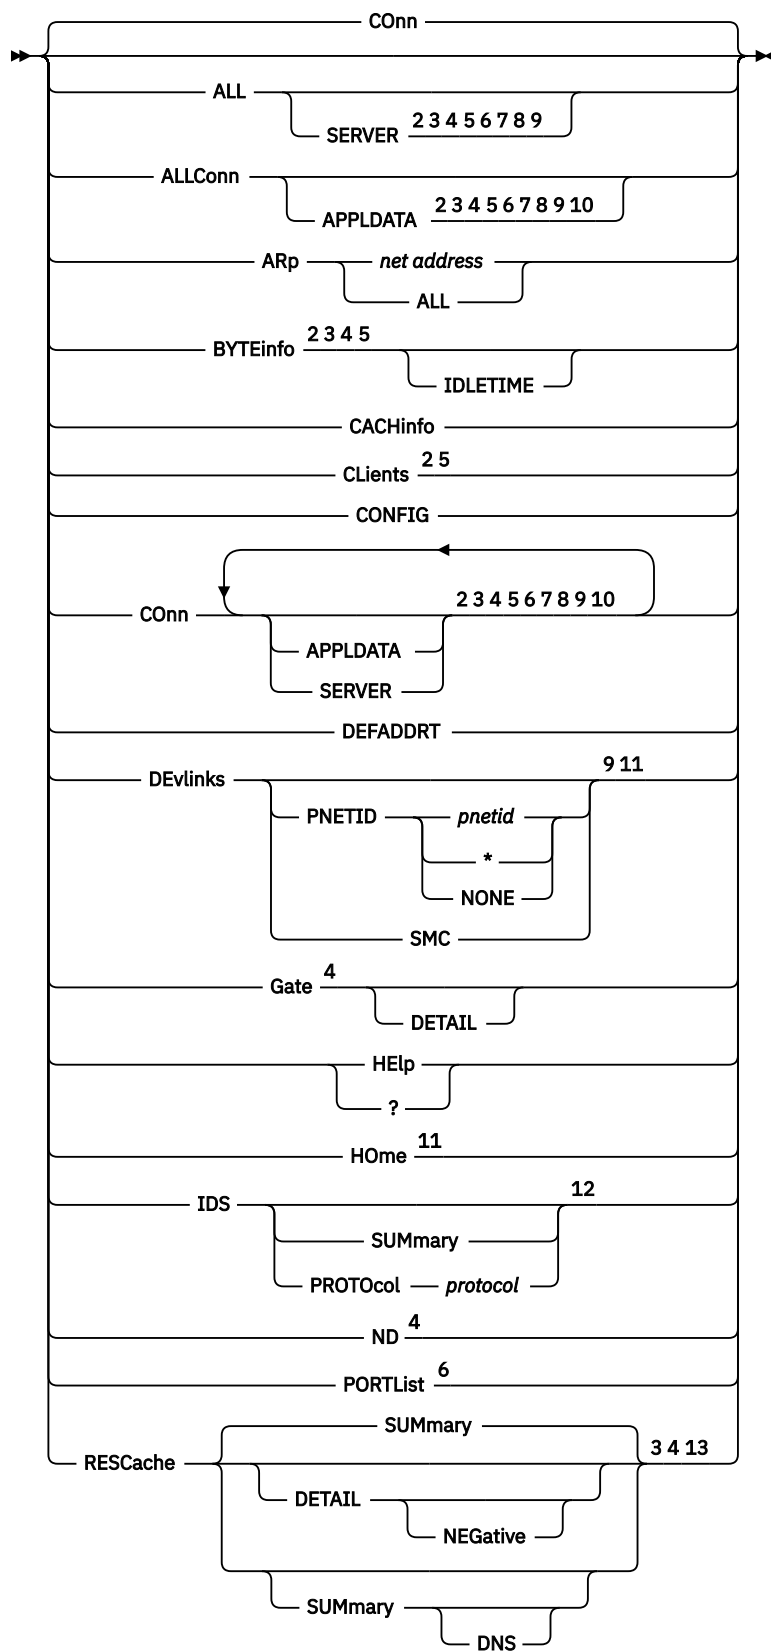 COnn
ALL
SERVER 2 3 4 5 6 7 8 9
ALLConn
APPLDATA 2 3 4 5 6 7 8 9 10
ARp net address
ALL
BYTEinfo 2 3 4 5
IDLETIME
CACHinfo
CLients 2 5
CONFIG
COnn 2 3 4 5 6 7 8 9 10
APPLDATA
SERVER
DEFADDRT
DEvlinks 9 11
PNETID pnetid
*
NONE
SMC
Gate 4
DETAIL
HElp
?
HOme 11
IDS 12
SUMmary
PROTOcol protocol
ND 4
PORTList 6
SUMmary
RESCache 3 4 13
DETAIL
NEGative
SUMmary
DNS